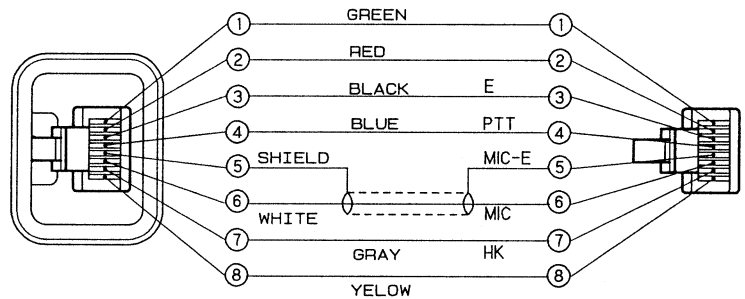 ① GREEN ①
② RED ②
③ BLACK E ③
④ BLUE PTT ④
⑤ SHIELD MIC-E ⑤
⑥ WHITE MIC ⑥
⑦ GRAY HK ⑦
⑧ YELOW ⑧